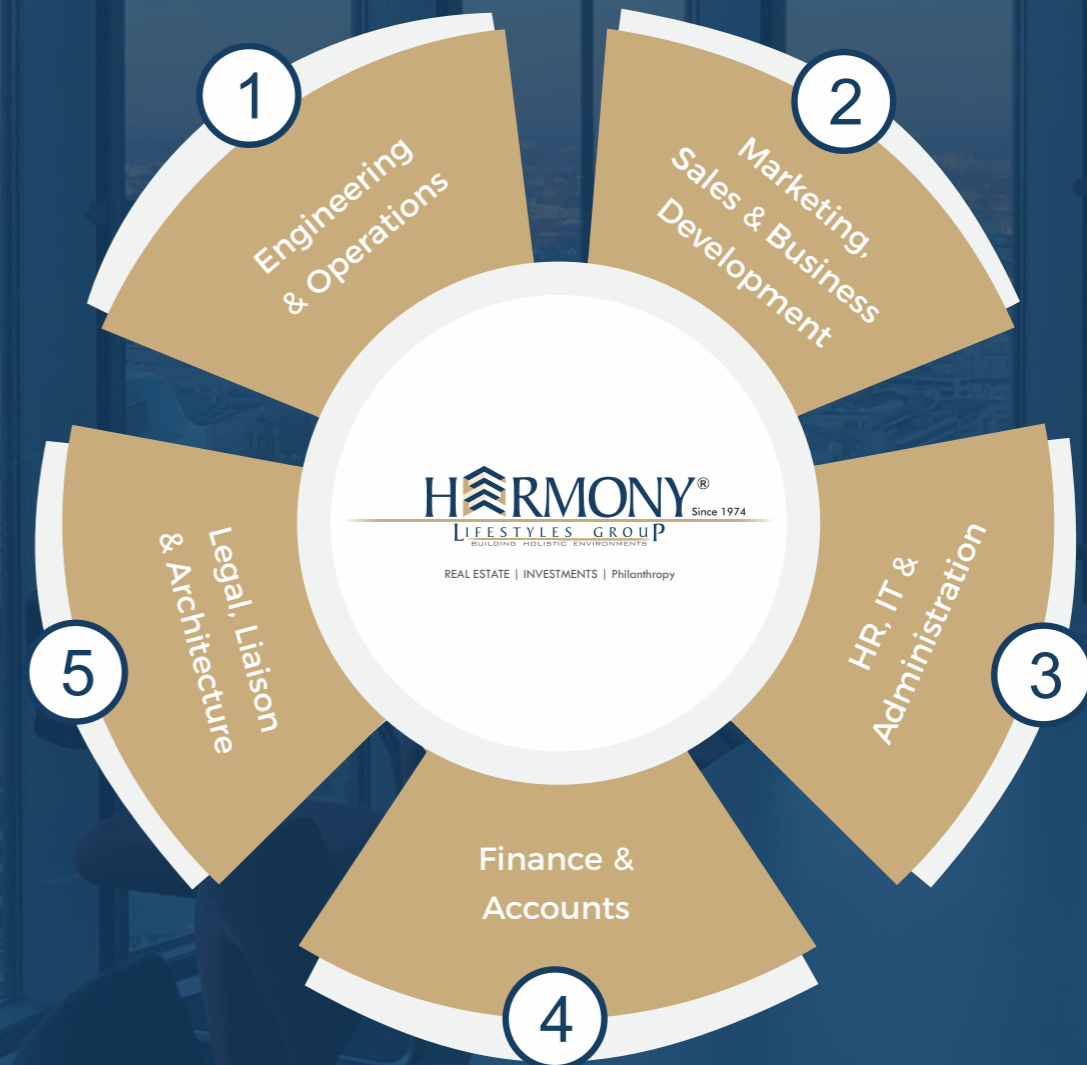 1
Engineering
& Operations
2
Marketing,
Sales & Business
Development
HARMONY®
Since 1974
LIFESTYLES GROUP
BUILDING HOLISTIC ENVIRONMENTS
REAL ESTATE | INVESTMENTS | Philanthropy
3
HR, IT &
Administration
4
Finance &
Accounts
5
Legal, Liaison
& Architecture